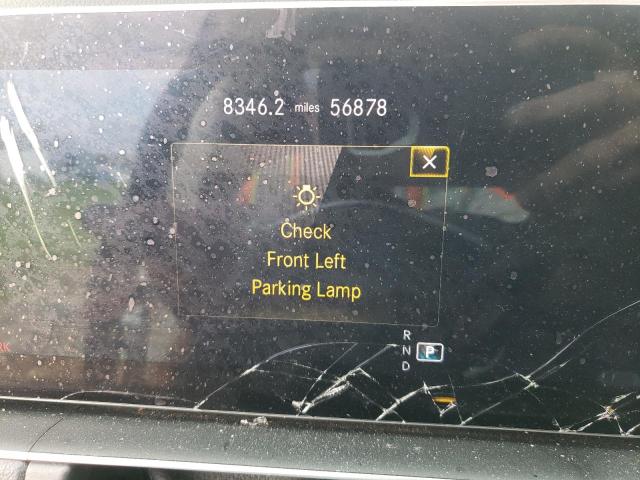 8346.2 miles 56878
X
Check
Front Left
Parking Lamp
R
N P
D